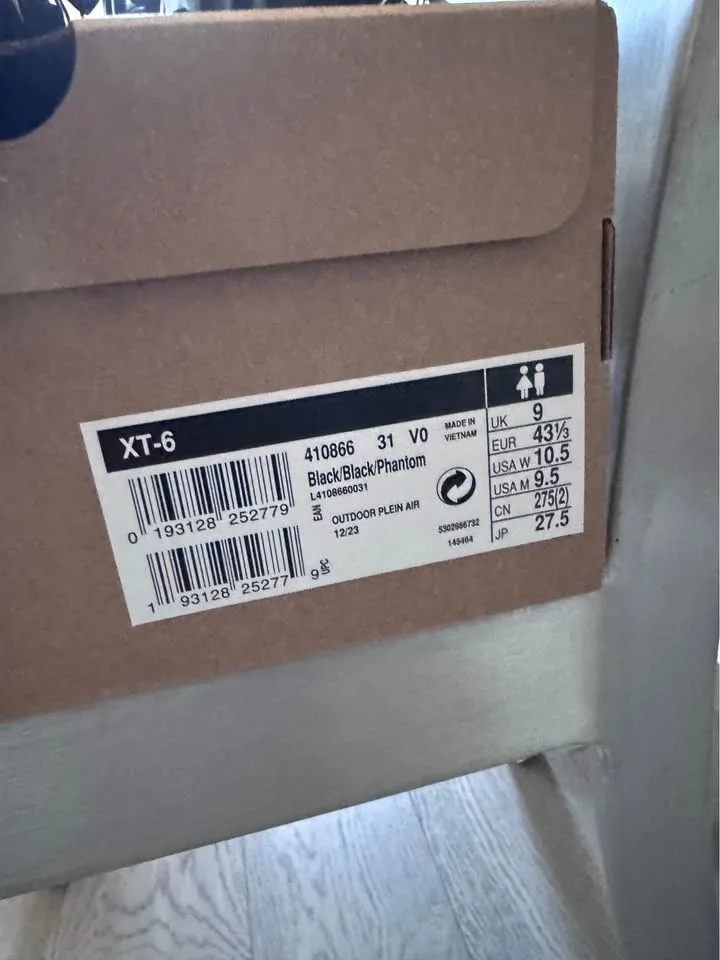 XT-6
0 193128 252779
1 93128 25277 9 UPC
410866 31 V0
Black/Black/Phantom
L4108660031
EAN
OUTDOOR PLEIN AIR
12/23
MADE IN
VIETNAM
5302666732
145464
UK 9
EUR 43⅓
USA W 10.5
USA M 9.5
CN 275(2)
JP 27.5